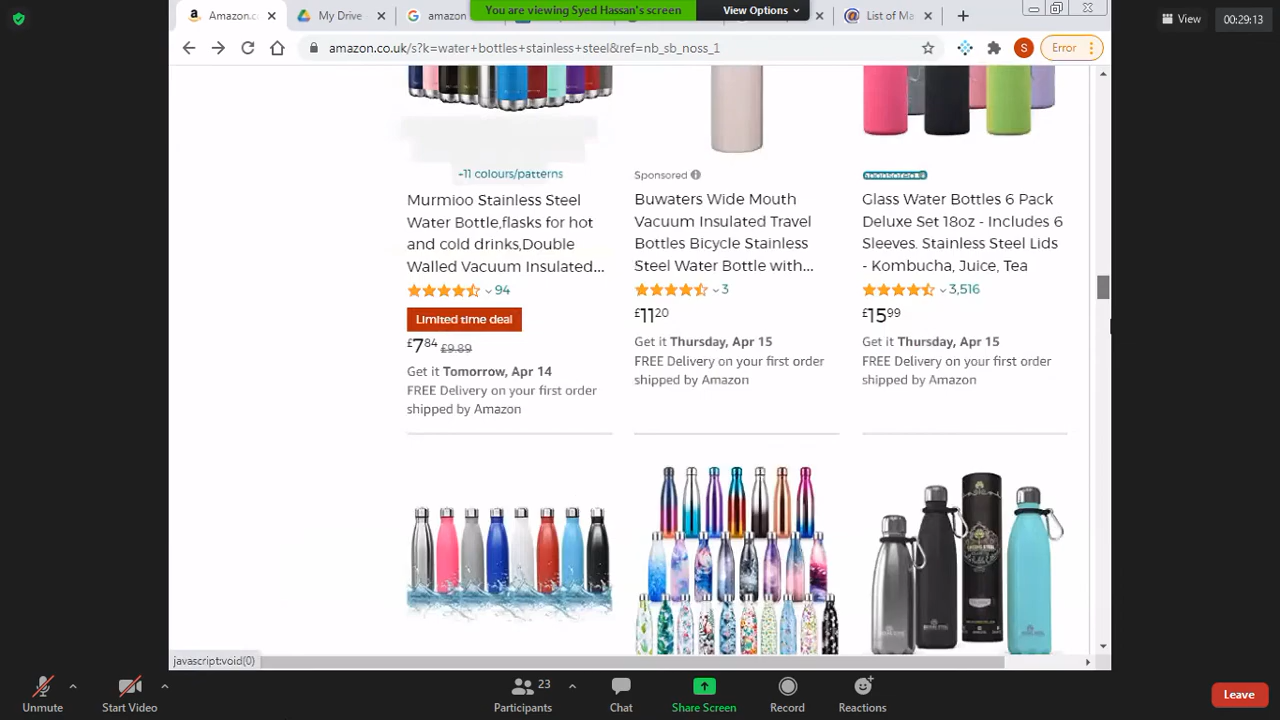 Amazon.c
My Drive
amazon
You are viewing Syed Hassan's screen
View Options
List of Ma
View
00:29:13
amazon.co.uk/s?k=water+bottles+stainless+steel&ref=nb_sb_noss_1
S
Error
+11 colours/patterns
Murmioo Stainless Steel
Water Bottle,flasks for hot
and cold drinks,Double
Walled Vacuum Insulated...
94
Limited time deal
£7.84 £9.89
Get it Tomorrow, Apr 14
FREE Delivery on your first order
shipped by Amazon
Sponsored
Buwaters Wide Mouth
Vacuum Insulated Travel
Bottles Bicycle Stainless
Steel Water Bottle with...
3
£11.20
Get it Thursday, Apr 15
FREE Delivery on your first order
shipped by Amazon
Sponsored
Glass Water Bottles 6 Pack
Deluxe Set 18oz - Includes 6
Sleeves. Stainless Steel Lids
- Kombucha, Juice, Tea
3,516
£15.99
Get it Thursday, Apr 15
FREE Delivery on your first order
shipped by Amazon
javascript:void(0)
Unmute
Start Video
23
Participants
Chat
Share Screen
Record
Reactions
Leave